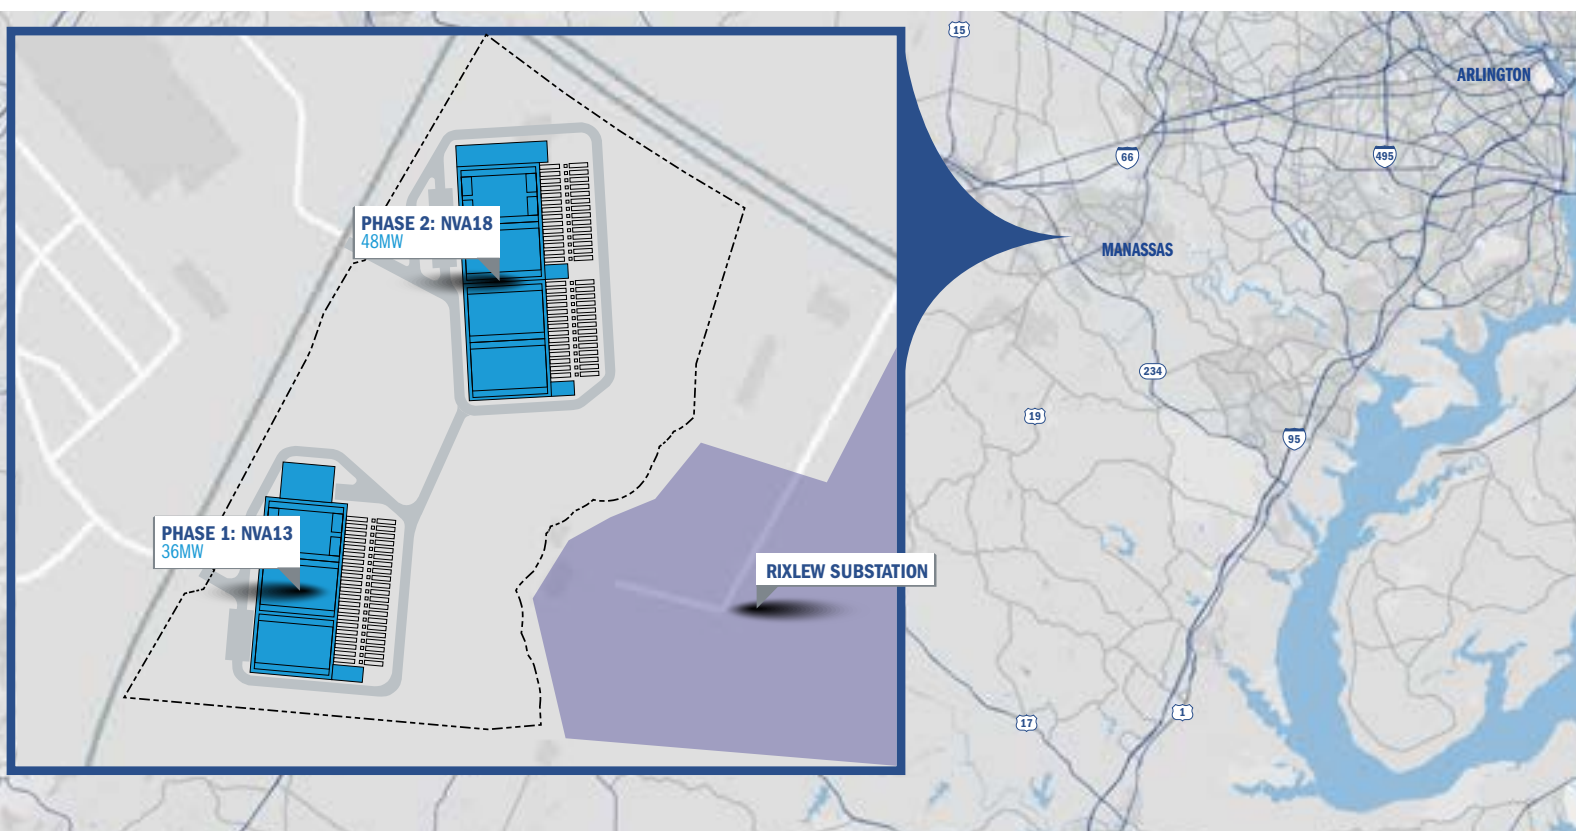 15
ARLINGTON
66
495
PHASE 2: NVA18
48MW
MANASSAS
234
19
95
PHASE 1: NVA13
36MW
RIXLEW SUBSTATION
17
1